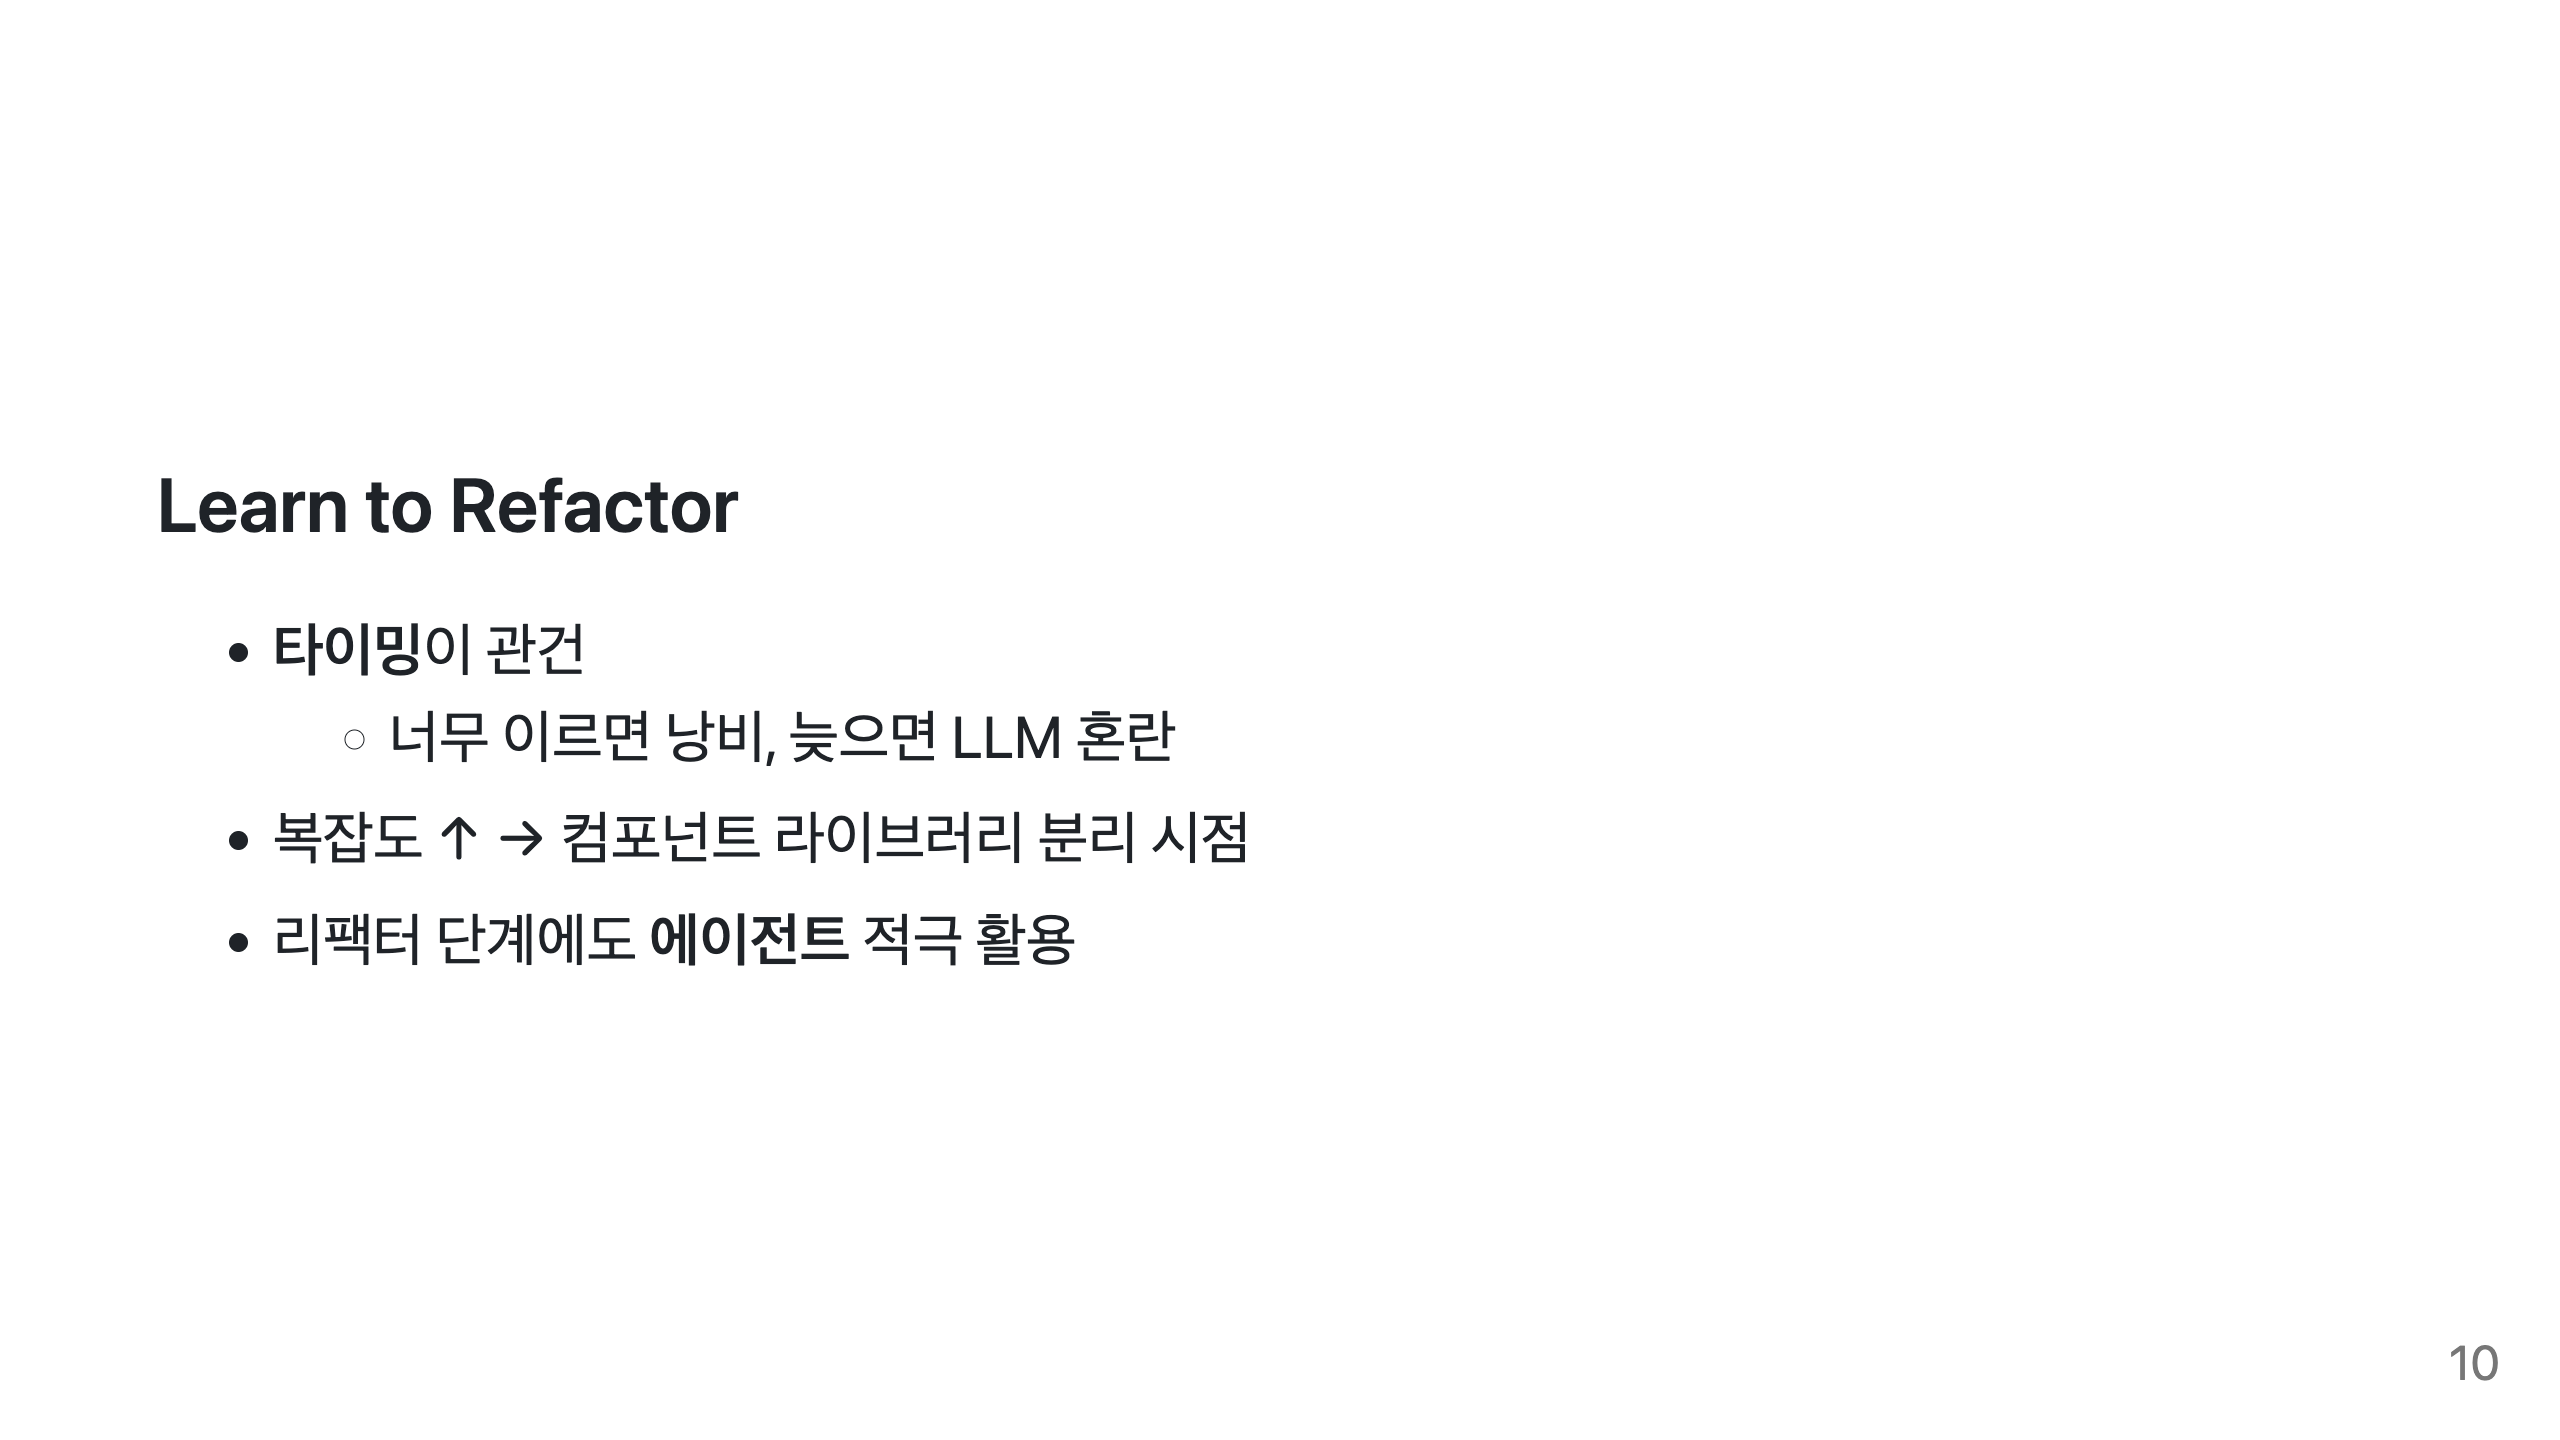 Learn to Refactor
• 타이밍이 관건
◦ 너무 이르면 낭비, 늦으면 LLM 혼란
• 복잡도 ↑ → 컴포넌트 라이브러리 분리 시점
• 리팩터 단계에도 에이전트 적극 활용
10